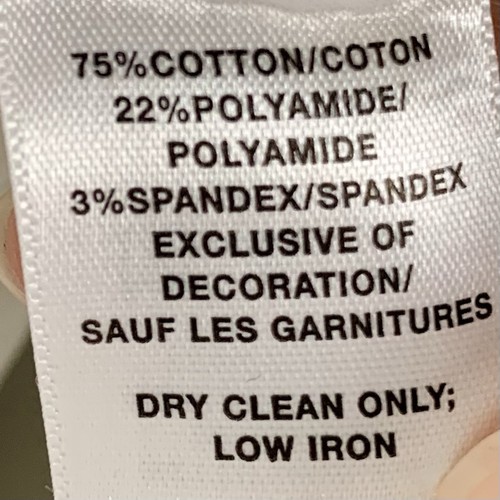 75%COTTON/COTON
22%POLYAMIDE/
POLYAMIDE
3%SPANDEX/SPANDEX
EXCLUSIVE OF
DECORATION/
SAUF LES GARNITURES
DRY CLEAN ONLY;
LOW IRON